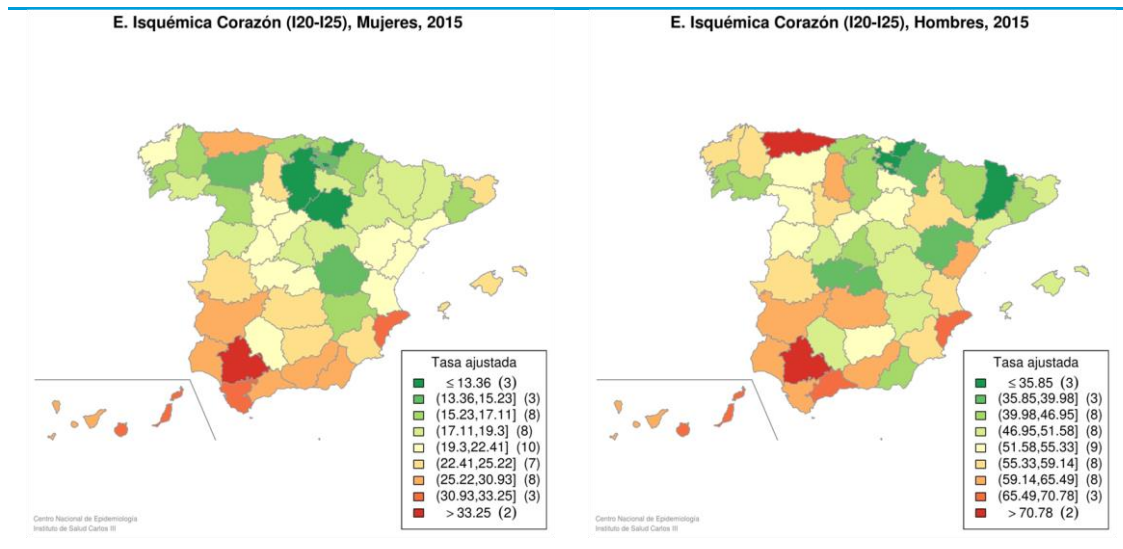 E. Isquémica Corazón (I20-I25), Mujeres, 2015
Tasa ajustada
≤ 13.36 (3)
(13.36,15.23] (3)
(15.23,17.11] (8)
(17.11,19.3] (8)
(19.3,22.41] (10)
(22.41,25.22] (7)
(25.22,30.93] (8)
(30.93,33.25] (3)
> 33.25 (2)
Centro Nacional de Epidemiología
Instituto de Salud Carlos III
E. Isquémica Corazón (I20-I25), Hombres, 2015
Tasa ajustada
≤ 35.85 (3)
(35.85,39.98] (3)
(39.98,46.95] (8)
(46.95,51.58] (8)
(51.58,55.33] (9)
(55.33,59.14] (8)
(59.14,65.49] (8)
(65.49,70.78] (3)
> 70.78 (2)
Centro Nacional de Epidemiología
Instituto de Salud Carlos III